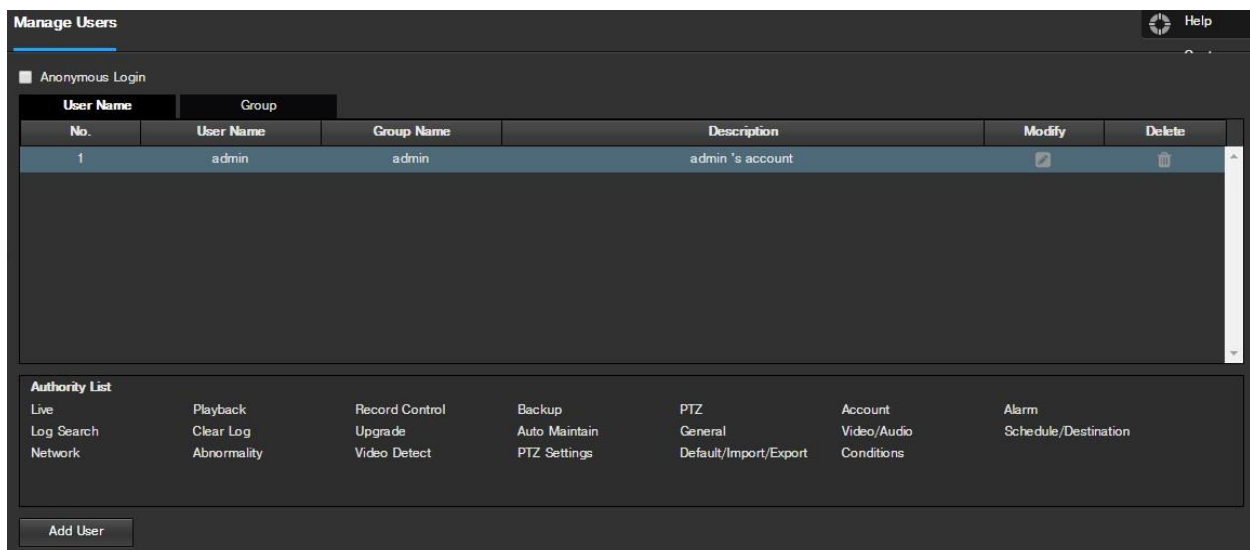 Manage Users
Help
Anonymous Login
User Name Group
No. User Name Group Name Description Modify Delete
1 admin admin admin 's account
Authority List
Live Playback Record Control Backup PTZ Account Alarm
Log Search Clear Log Upgrade Auto Maintain General Video/Audio Schedule/Destination
Network Abnormality Video Detect PTZ Settings Default/Import/Export Conditions
Add User